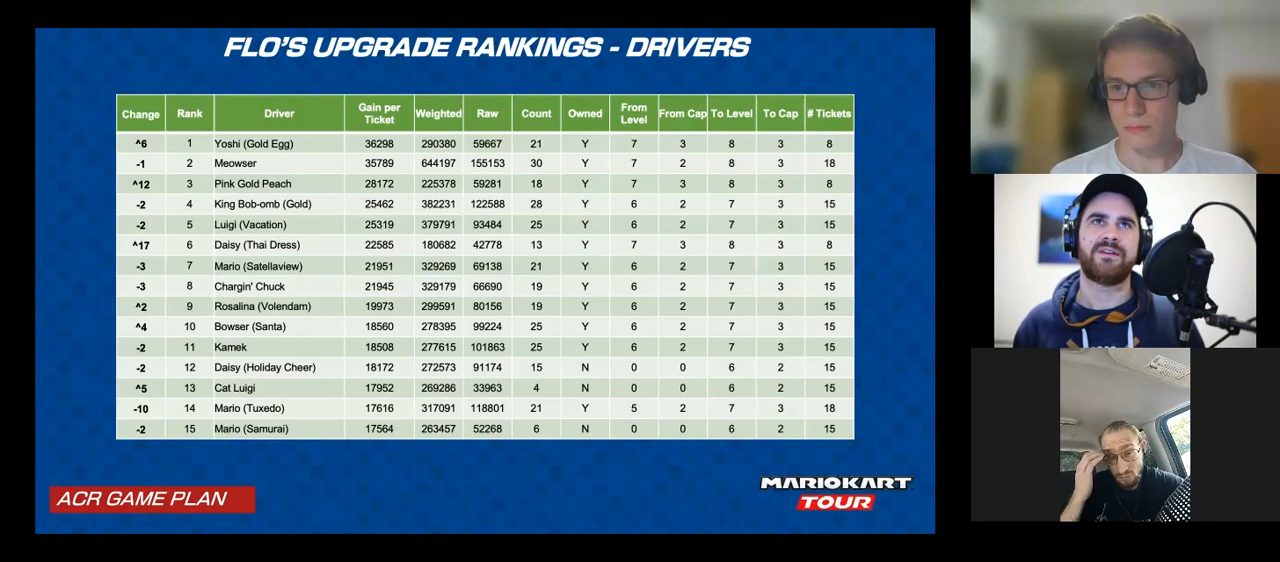 FLO'S UPGRADE RANKINGS - DRIVERS
Change Rank Driver Gain per Ticket Weighted Raw Count Owned From Level From Cap To Level To Cap # Tickets
^6 1 Yoshi (Gold Egg) 36298 290380 59667 21 Y 7 3 8 3 8
-1 2 Meowser 35789 644197 155153 30 Y 7 2 8 3 18
^12 3 Pink Gold Peach 28172 225378 59281 18 Y 7 3 8 3 8
-2 4 King Bob-omb (Gold) 25462 382231 122588 28 Y 6 2 7 3 15
-2 5 Luigi (Vacation) 25319 379791 93484 25 Y 6 2 7 3 15
^17 6 Daisy (Thai Dress) 22585 180682 42778 13 Y 7 3 8 3 8
-3 7 Mario (Satellaview) 21951 329269 69138 21 Y 6 2 7 3 15
-3 8 Chargin' Chuck 21945 329179 66690 19 Y 6 2 7 3 15
^2 9 Rosalina (Volendam) 19973 299591 80156 19 Y 6 2 7 3 15
^4 10 Bowser (Santa) 18560 278395 99224 25 Y 6 2 7 3 15
-2 11 Kamek 18508 277615 101863 25 Y 6 2 7 3 15
-2 12 Daisy (Holiday Cheer) 18172 272573 91174 15 N 0 0 6 2 15
^5 13 Cat Luigi 17952 269286 33963 4 N 0 0 6 2 15
-10 14 Mario (Tuxedo) 17616 317091 118801 21 Y 5 2 7 3 18
-2 15 Mario (Samurai) 17564 263457 52268 6 N 0 0 6 2 15
ACR GAME PLAN
MARIOKART
TOUR